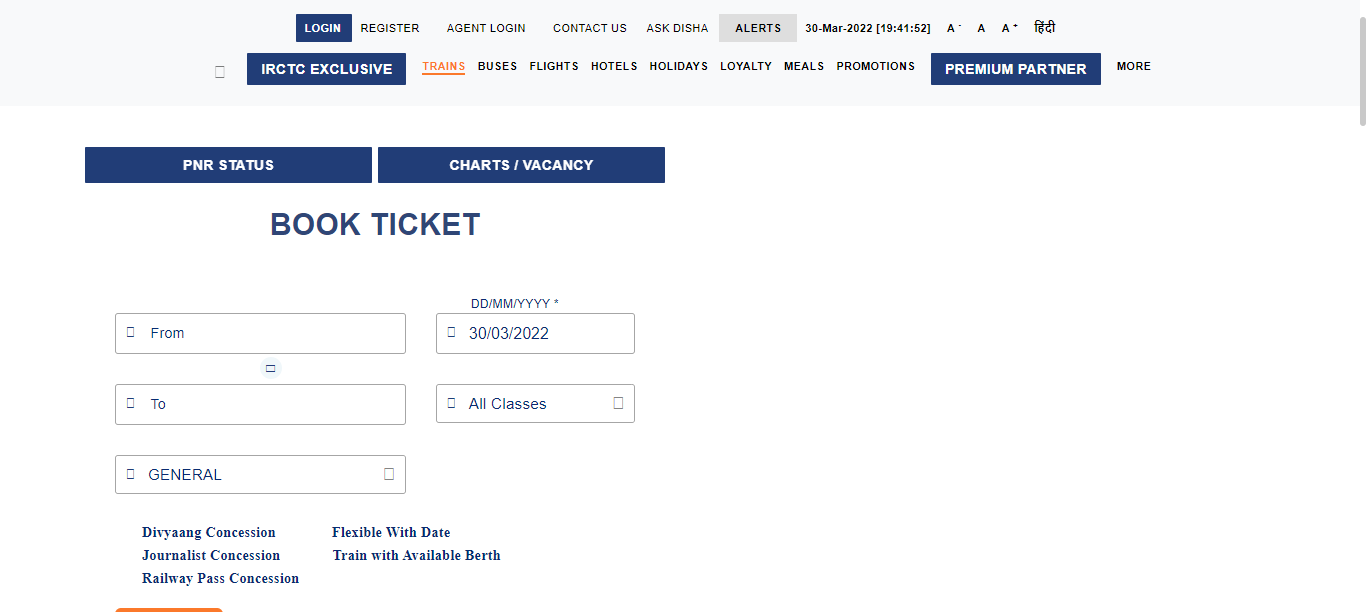 LOGIN REGISTER AGENT LOGIN CONTACT US ASK DISHA ALERTS 30-Mar-2022 [19:41:52] A - A A + हिंदी
IRCTC EXCLUSIVE TRAINS BUSES FLIGHTS HOTELS HOLIDAYS LOYALTY MEALS PROMOTIONS PREMIUM PARTNER MORE
PNR STATUS CHARTS / VACANCY
BOOK TICKET
DD/MM/YYYY *
From 30/03/2022
To All Classes
GENERAL
Divyaang Concession Flexible With Date
Journalist Concession Train with Available Berth
Railway Pass Concession